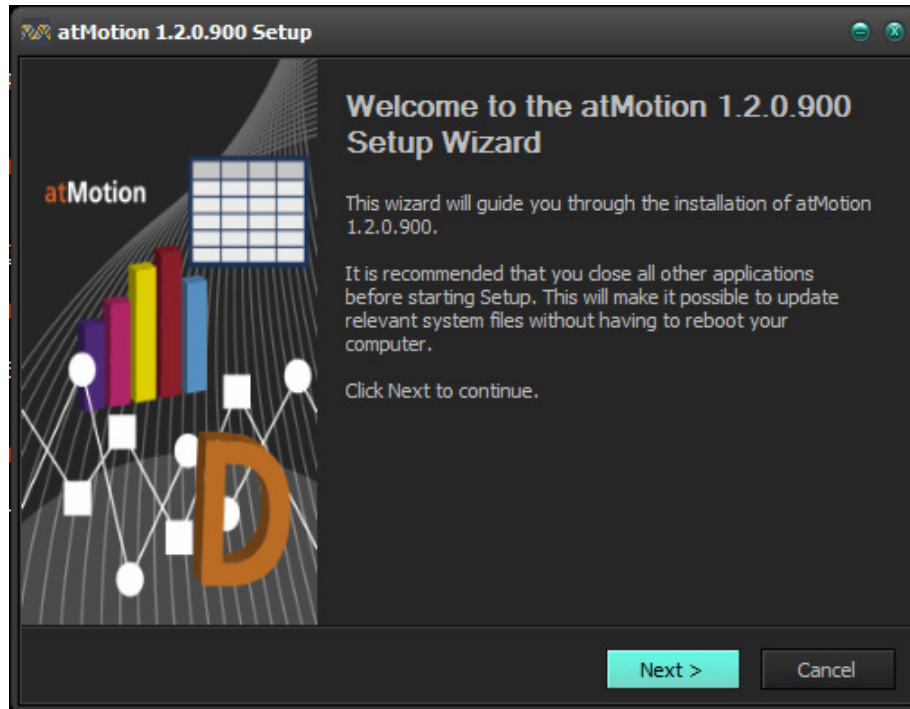 atMotion 1.2.0.900 Setup
atMotion
Welcome to the atMotion 1.2.0.900
Setup Wizard
This wizard will guide you through the installation of atMotion
1.2.0.900.
It is recommended that you close all other applications
before starting Setup. This will make it possible to update
relevant system files without having to reboot your
computer.
Click Next to continue.
D
Next >
Cancel